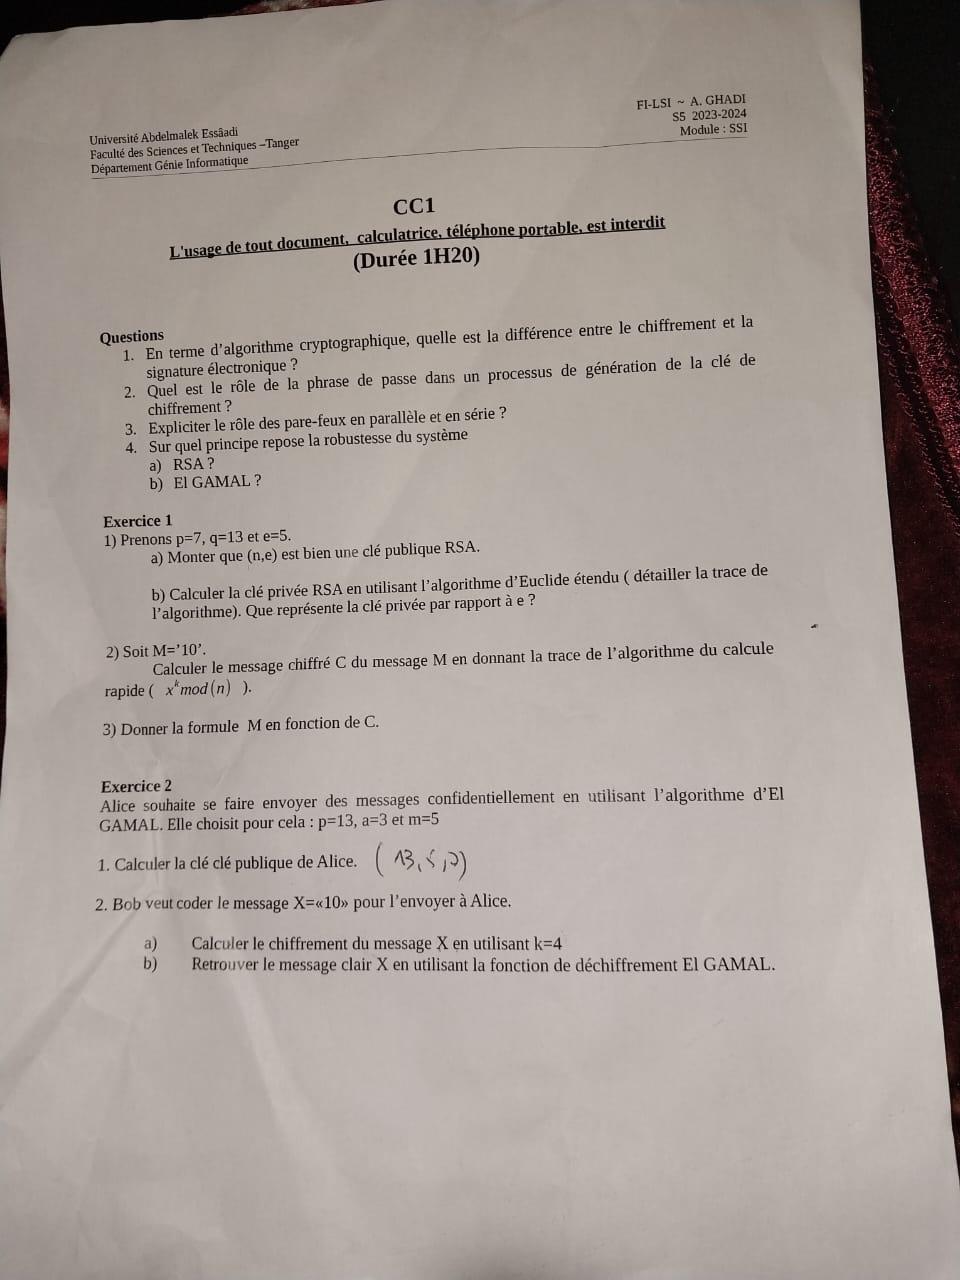 Université Abdelmalek Essâadi
Faculté des Sciences et Techniques –Tanger
Département Génie Informatique
FI-LSI ~ A. GHADI
S5 2023-2024
Module : SSI
CC1
L'usage de tout document, calculatrice, téléphone portable, est interdit
(Durée 1H20)
Questions
1. En terme d'algorithme cryptographique, quelle est la différence entre le chiffrement et la
signature électronique ?
2. Quel est le rôle de la phrase de passe dans un processus de génération de la clé de
chiffrement ?
3. Expliciter le rôle des pare-feux en parallèle et en série ?
4. Sur quel principe repose la robustesse du système
a) RSA ?
b) El GAMAL ?
Exercice 1
1) Prenons p=7, q=13 et e=5.
a) Monter que (n,e) est bien une clé publique RSA.
b) Calculer la clé privée RSA en utilisant l'algorithme d'Euclide étendu ( détailler la trace de
l'algorithme). Que représente la clé privée par rapport à e ?
2) Soit M='10'.
Calculer le message chiffré C du message M en donnant la trace de l'algorithme du calcule
rapide ( x^k mod (n) ).
3) Donner la formule M en fonction de C.
Exercice 2
Alice souhaite se faire envoyer des messages confidentiellement en utilisant l'algorithme d'El
GAMAL. Elle choisit pour cela : p=13, a=3 et m=5
1. Calculer la clé clé publique de Alice. (13,
2. Bob veut coder le message X=«10» pour l'envoyer à Alice.
a) Calculer le chiffrement du message X en utilisant k=4
b) Retrouver le message clair X en utilisant la fonction de déchiffrement El GAMAL.